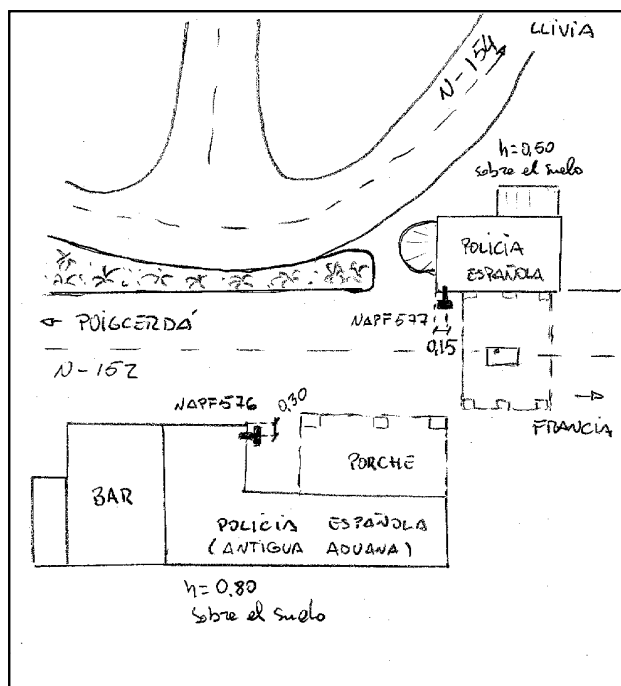 LLIVIA
N-154
h=0,50
sobre el suelo
POLICIA
ESPAÑOLA
← PUIGCERDÁ
NAPF577
0,15
N-152
FRANCIA
NAPF576
0,30
BAR
PORCHE
POLICIA ESPAÑOLA
(ANTIGUA ADUANA)
h=0,80
sobre el suelo